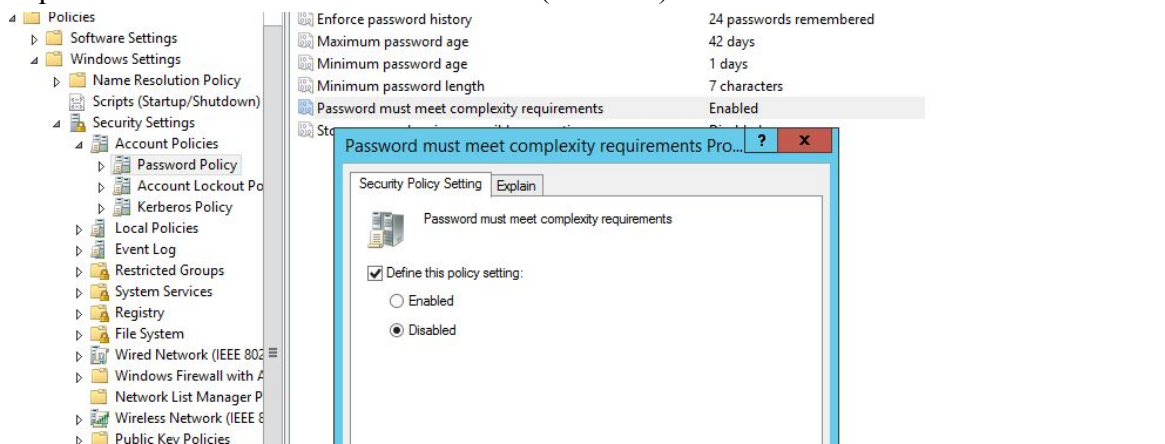 Policies
Software Settings
Windows Settings
Name Resolution Policy
Scripts (Startup/Shutdown)
Security Settings
Account Policies
Password Policy
Account Lockout Po
Kerberos Policy
Local Policies
Event Log
Restricted Groups
System Services
Registry
File System
Wired Network (IEEE 802
Windows Firewall with A
Network List Manager P
Wireless Network (IEEE 8
Public Key Policies
Enforce password history 24 passwords remembered
Maximum password age 42 days
Minimum password age 1 days
Minimum password length 7 characters
Password must meet complexity requirements Enabled
Password must meet complexity requirements Pro... ? x
Security Policy Setting Explain
Password must meet complexity requirements
Define this policy setting:
Enabled
Disabled